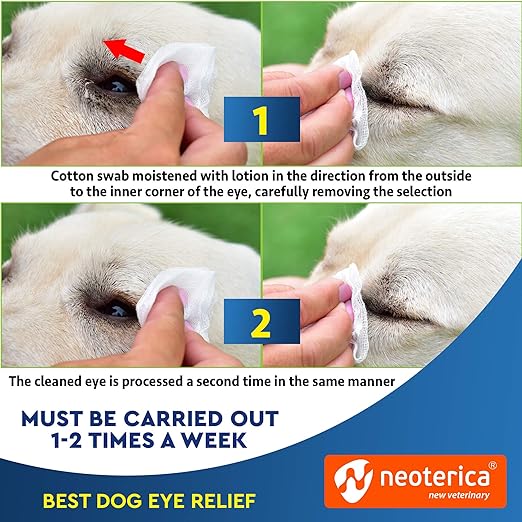 1
Cotton swab moistened with lotion in the direction from the outside
to the inner corner of the eye, carefully removing the selection
2
The cleaned eye is processed a second time in the same manner
MUST BE CARRIED OUT
1-2 TIMES A WEEK
BEST DOG EYE RELIEF
neoterica®
new veterinary